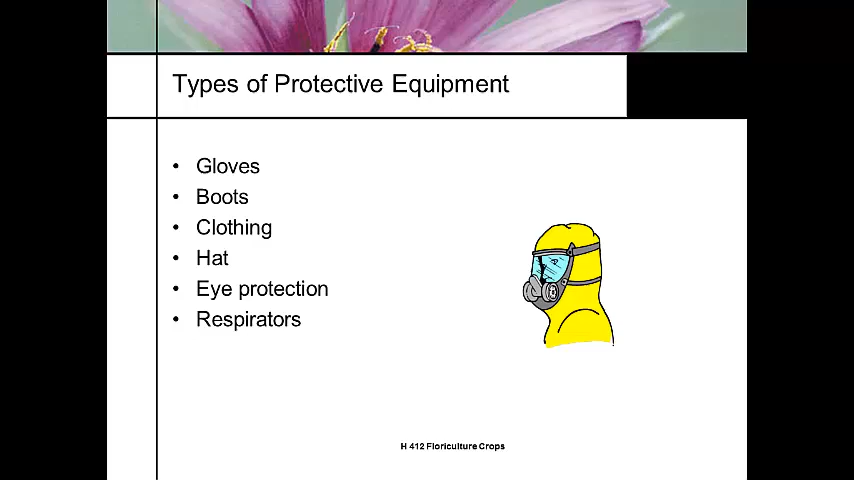 Types of Protective Equipment
• Gloves
• Boots
• Clothing
• Hat
• Eye protection
• Respirators
H 412 Floriculture Crops